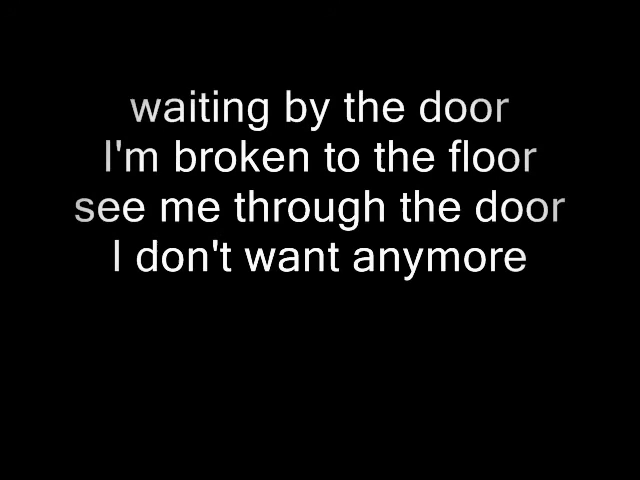 waiting by the door
I'm broken to the floor
see me through the door
I don't want anymore